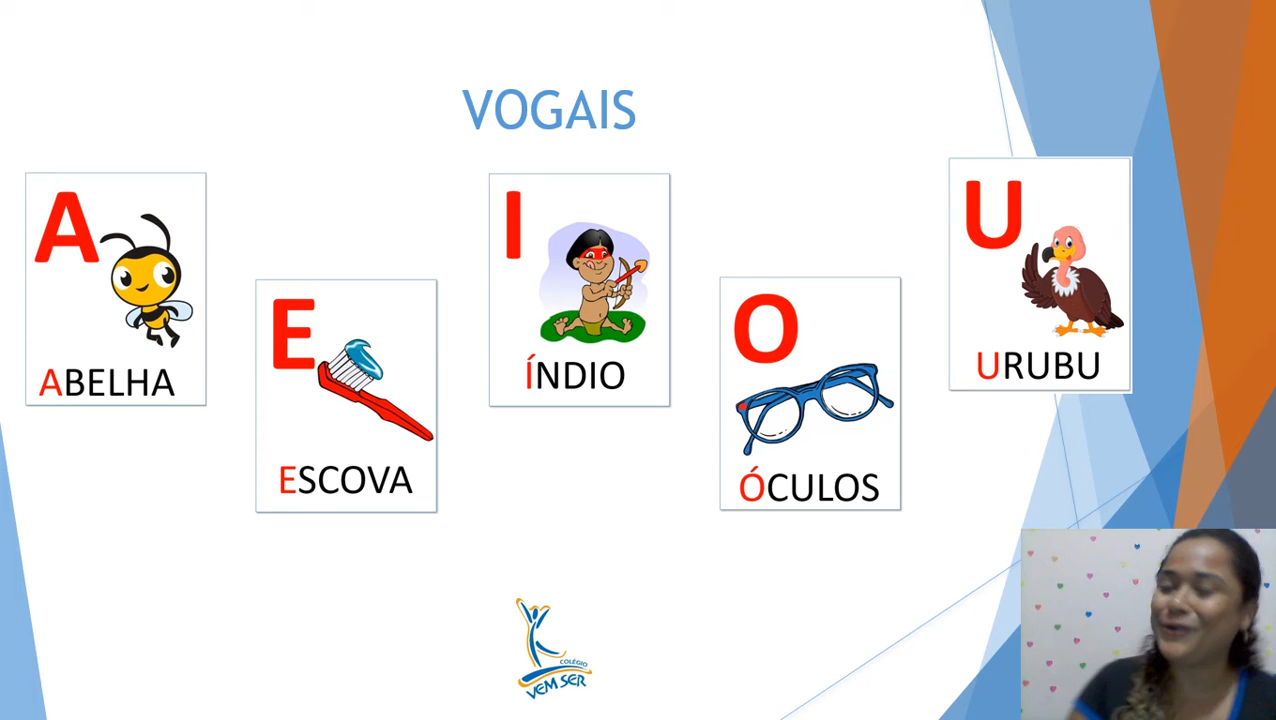 VOGAIS
A
ABELHA
E
ESCOVA
I
ÍNDIO
O
ÓCULOS
U
URUBU
COLÉGIO
VEM SER